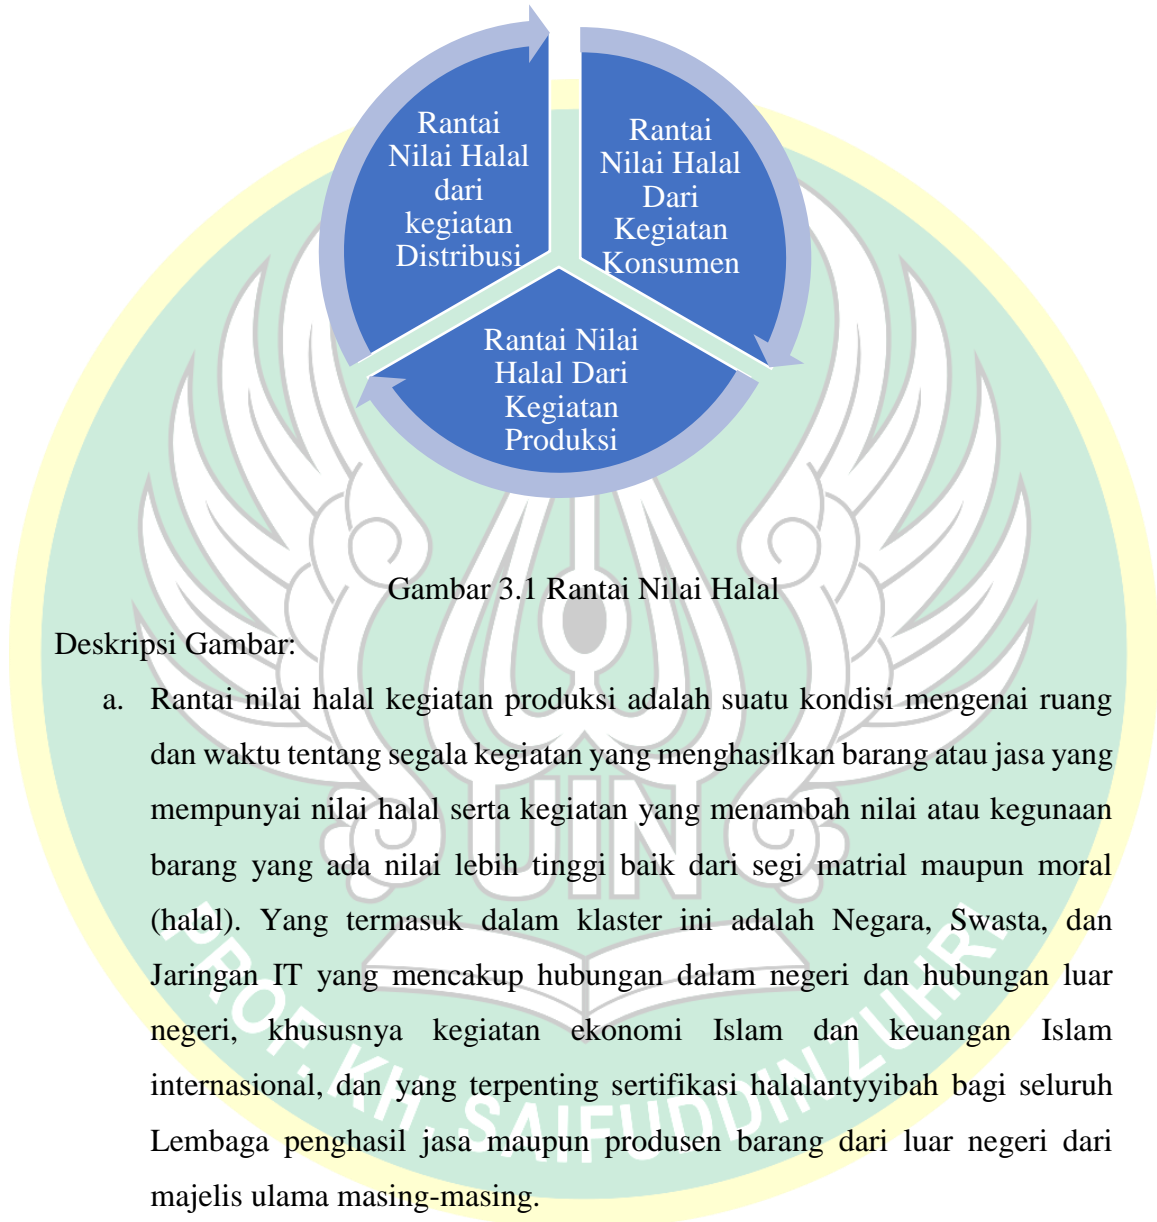 Rantai
Nilai Halal
dari
kegiatan
Distribusi
Rantai
Nilai Halal
Dari
Kegiatan
Konsumen
Rantai Nilai
Halal Dari
Kegiatan
Produksi
Gambar 3.1 Rantai Nilai Halal
Deskripsi Gambar:
a. Rantai nilai halal kegiatan produksi adalah suatu kondisi mengenai ruang
dan waktu tentang segala kegiatan yang menghasilkan barang atau jasa yang
mempunyai nilai halal serta kegiatan yang menambah nilai atau kegunaan
barang yang ada nilai lebih tinggi baik dari segi matrial maupun moral
(halal). Yang termasuk dalam klaster ini adalah Negara, Swasta, dan
Jaringan IT yang mencakup hubungan dalam negeri dan hubungan luar
negeri, khususnya kegiatan ekonomi Islam dan keuangan Islam
internasional, dan yang terpenting sertifikasi halalantyyibah bagi seluruh
Lembaga penghasil jasa maupun produsen barang dari luar negeri dari
majelis ulama masing-masing.
UIN
PROF. KH. SAIFUDDIN ZUHRI